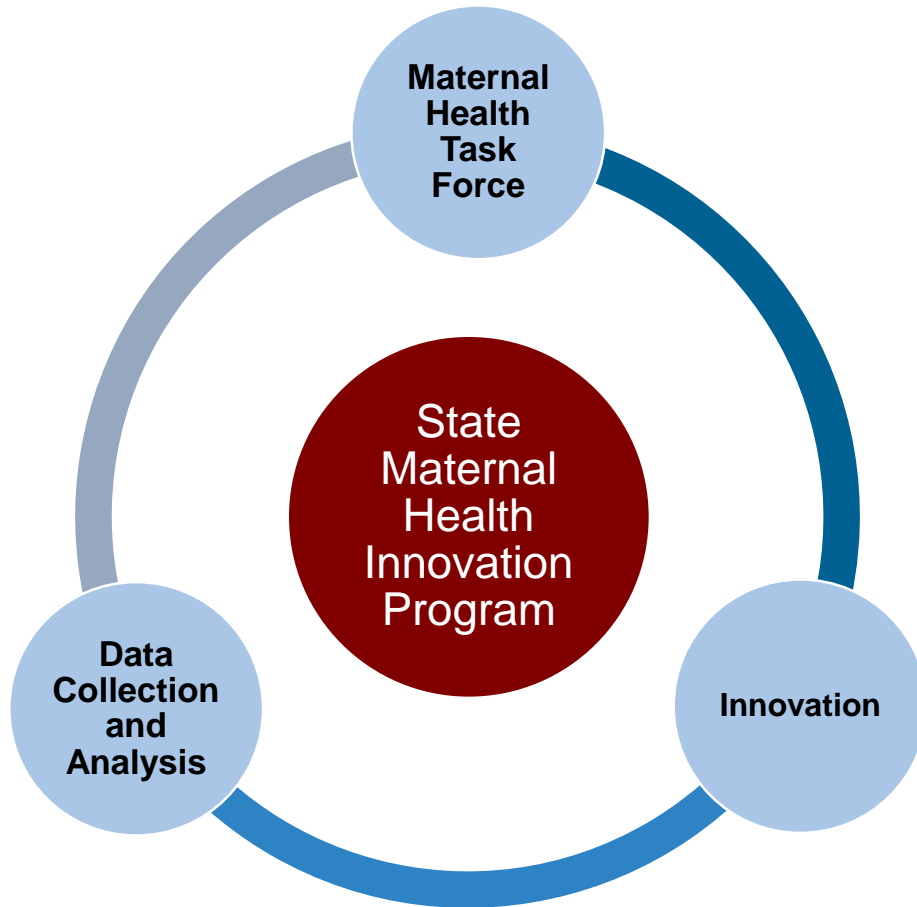 Maternal
Health
Task
Force
State
Maternal
Health
Innovation
Program
Data
Collection
and
Analysis
Innovation